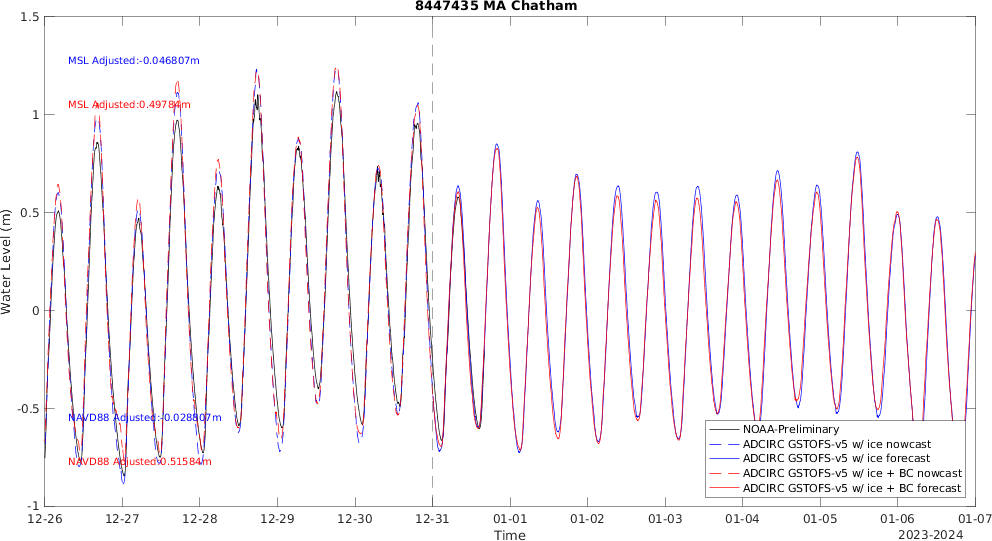 8447435 MA Chatham
1.5
1
0.5
0
-0.5
-1
Water Level (m)
MSL Adjusted:-0.046807m
MSL Adjusted:0.49784m
NAVD88 Adjusted:-0.028807m
NAVD88 Adjusted:0.51584m
NOAA-Preliminary
ADCIRC GSTOFS-v5 w/ ice nowcast
ADCIRC GSTOFS-v5 w/ ice forecast
ADCIRC GSTOFS-v5 w/ ice + BC nowcast
ADCIRC GSTOFS-v5 w/ ice + BC forecast
12-26 12-27 12-28 12-29 12-30 12-31 01-01 01-02 01-03 01-04 01-05 01-06 01-07
Time
2023-2024